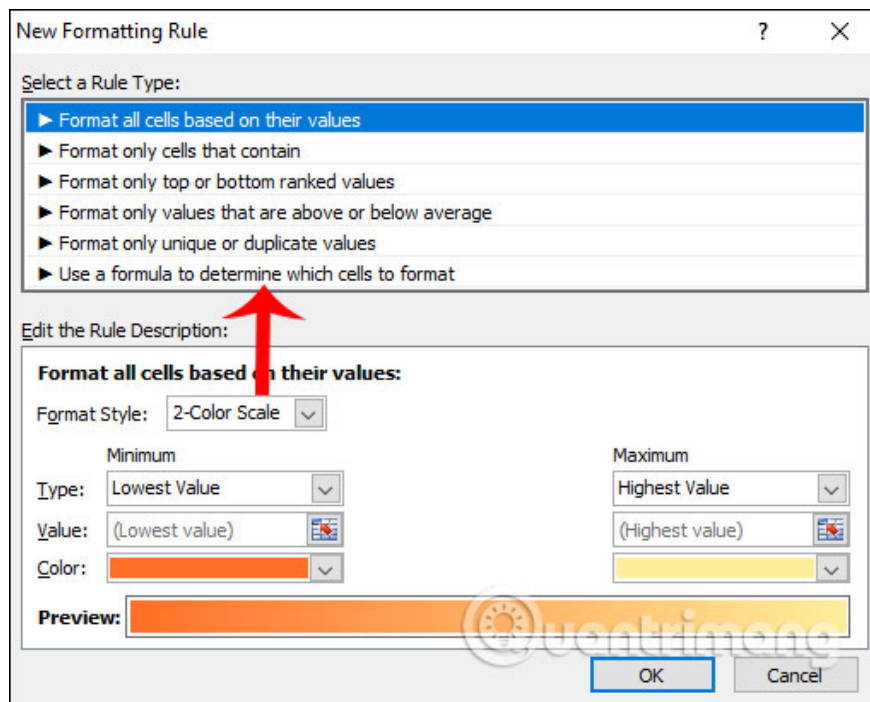 New Formatting Rule ?
Select a Rule Type:
► Format all cells based on their values
► Format only cells that contain
► Format only top or bottom ranked values
► Format only values that are above or below average
► Format only unique or duplicate values
► Use a formula to determine which cells to format
Edit the Rule Description:
Format all cells based on their values:
Format Style: 2-Color Scale
Minimum Maximum
Type: Lowest Value Highest Value
Value: (Lowest value) (Highest value)
Color:
Preview:
Quantrimang
OK Cancel